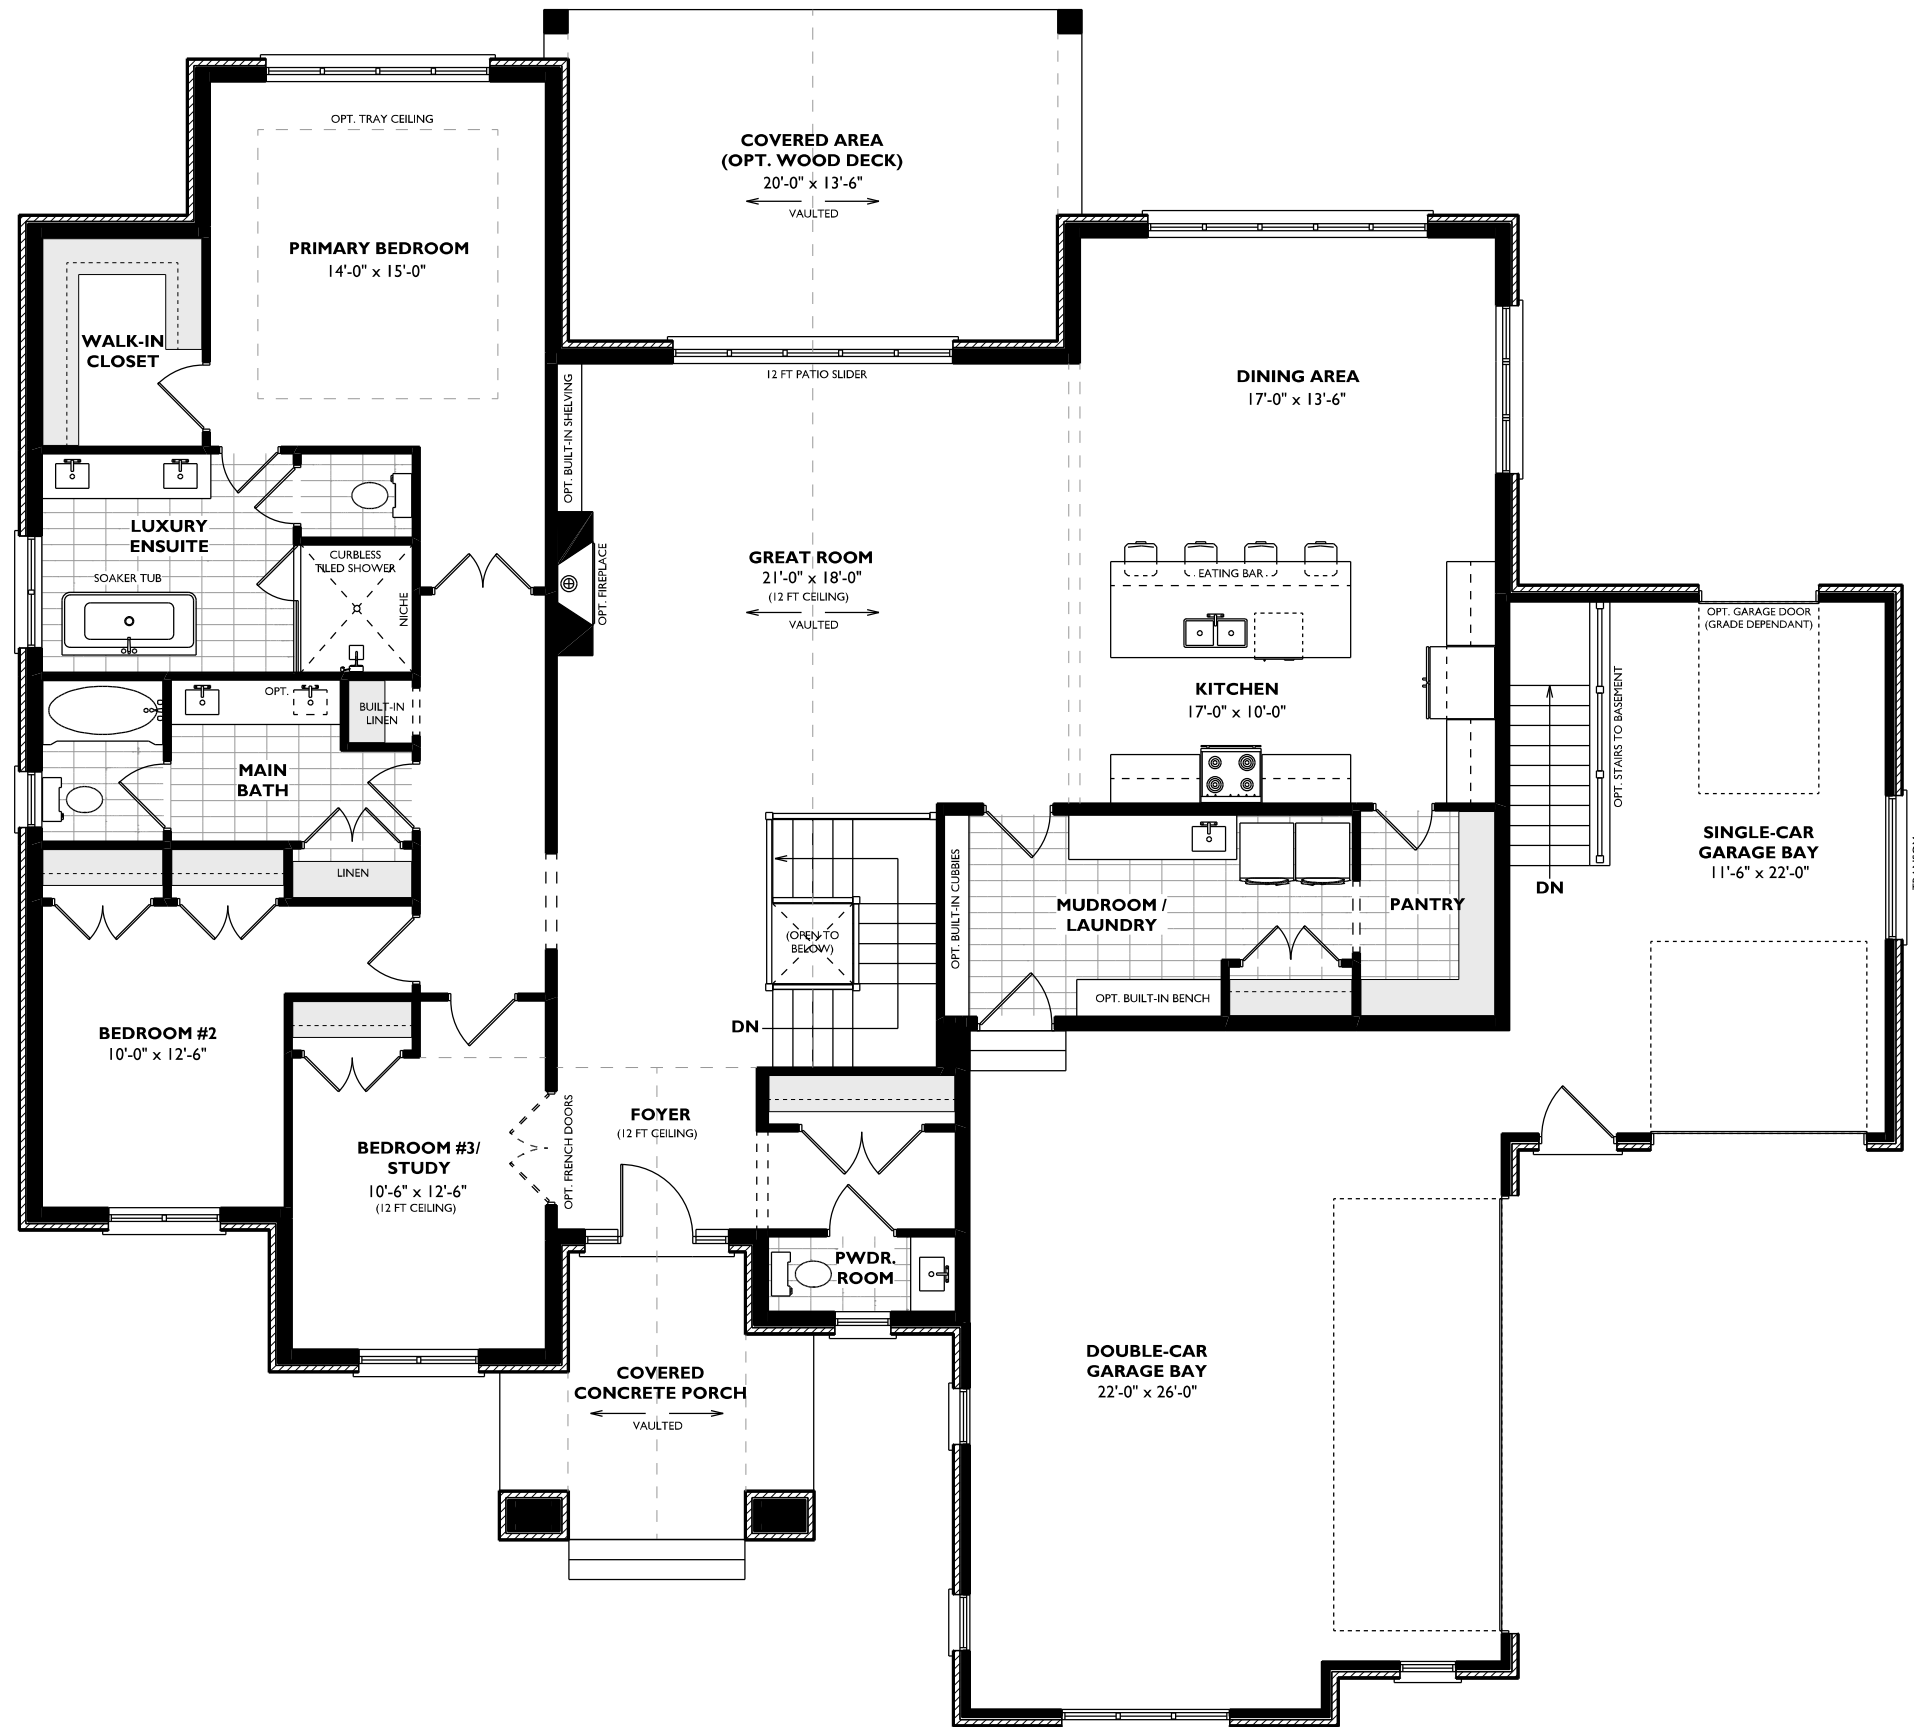 COVERED AREA
(OPT. WOOD DECK)
20'-0" x 13'-6"
VAULTED
OPT. TRAY CEILING
PRIMARY BEDROOM
14'-0" x 15'-0"
WALK-IN
CLOSET
12 FT PATIO SLIDER
OPT. BUILT-IN SHELVING
DINING AREA
17'-0" x 13'-6"
LUXURY
ENSUITE
SOAKER TUB
CURBLESS
TILED SHOWER
NICHE
OPT. FIREPLACE
GREAT ROOM
21'-0" x 18'-0"
(12 FT CEILING)
VAULTED
EATING BAR
KITCHEN
17'-0" x 10'-0"
OPT. GARAGE DOOR
(GRADE DEPENDANT)
OPT. STAIRS TO BASEMENT
DN
OPT.
BUILT-IN
LINEN
MAIN
BATH
LINEN
SINGLE-CAR
GARAGE BAY
11'-6" x 22'-0"
OPT. BUILT-IN CUBBIES
MUDROOM /
LAUNDRY
PANTRY
OPT. BUILT-IN BENCH
(OPEN TO
BELOW)
DN
BEDROOM #2
10'-0" x 12'-6"
BEDROOM #3/
STUDY
10'-6" x 12'-6"
(12 FT CEILING)
OPT. FRENCH DOORS
FOYER
(12 FT CEILING)
PWDR.
ROOM
COVERED
CONCRETE PORCH
VAULTED
DOUBLE-CAR
GARAGE BAY
22'-0" x 26'-0"